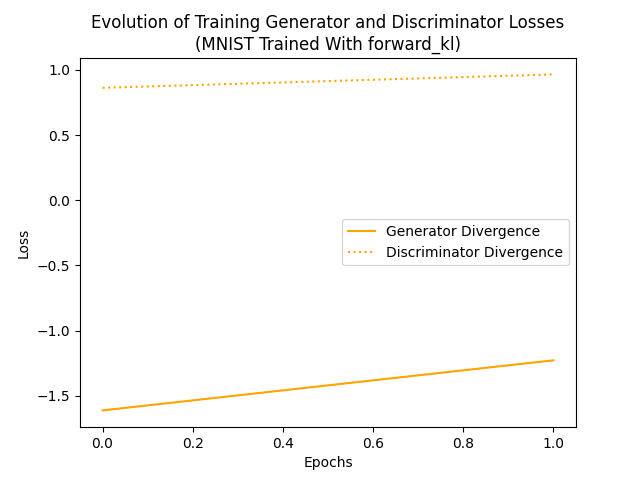 Evolution of Training Generator and Discriminator Losses
(MNIST Trained With forward_kl)
1.0
0.5
0.0
−0.5
−1.0
−1.5
Loss
Generator Divergence
Discriminator Divergence
0.0 0.2 0.4 0.6 0.8 1.0
Epochs